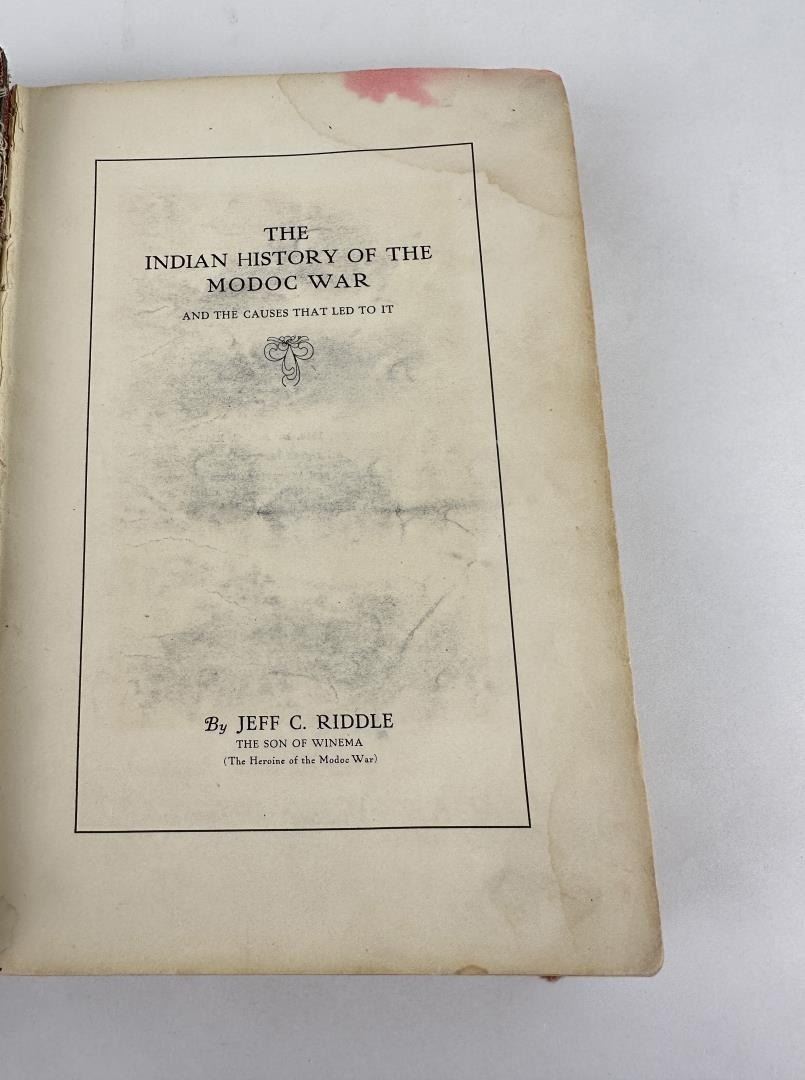 THE
INDIAN HISTORY OF THE
MODOC WAR
AND THE CAUSES THAT LED TO IT
By JEFF C. RIDDLE
THE SON OF WINEMA
(The Heroine of the Modoc War)